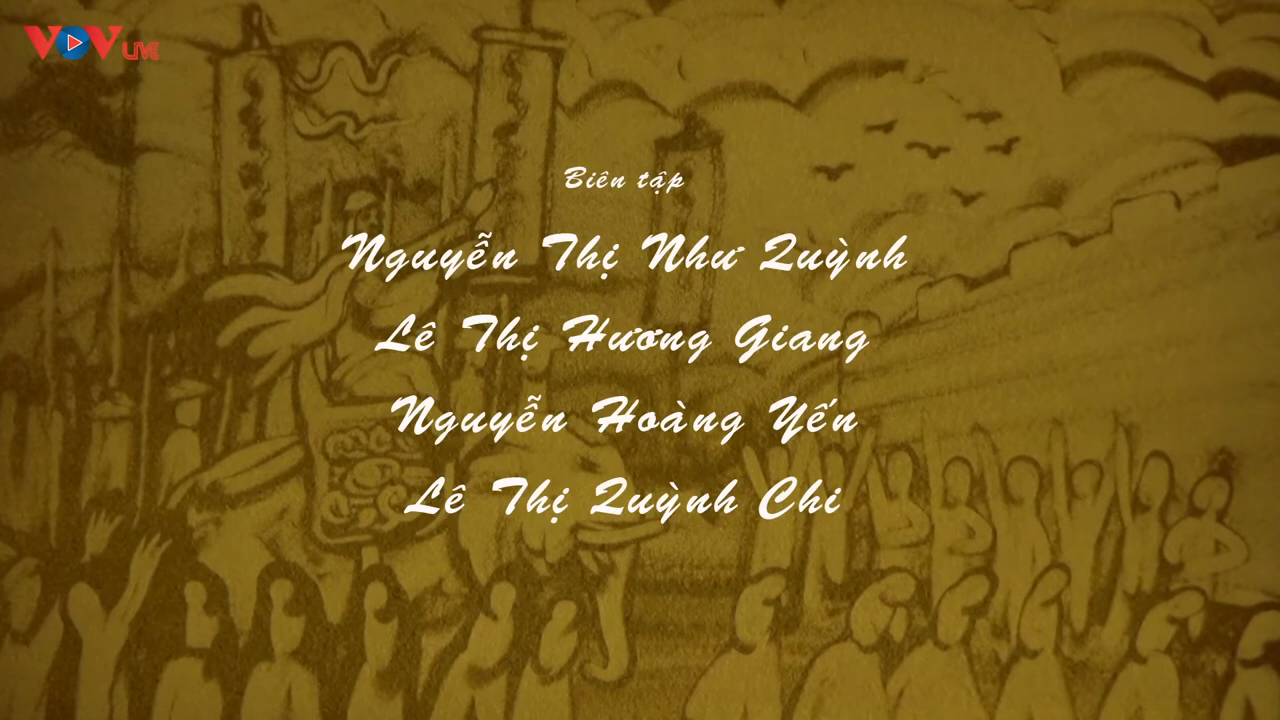 VOV LIVE
Biên tập
Nguyễn Thị Như Quỳnh
Lê Thị Hương Giang
Nguyễn Hoàng Yến
Lê Thị Quỳnh Chi